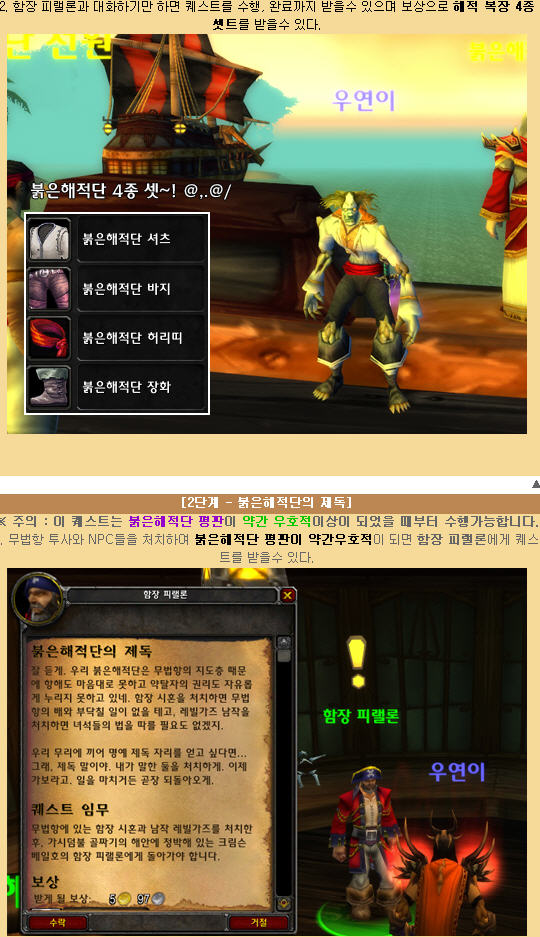 2. 함장 피랠론과 대화하기만 하면 퀘스트를 수행, 완료까지 받을수 있으며 보상으로 해적 복장 4종
셋트를 받을수 있다.
우연이
붉은해적단 4종 셋~! @,.@/
붉은해적단 셔츠
붉은해적단 바지
붉은해적단 허리띠
붉은해적단 장화
▲
[2단계 - 붉은해적단의 제독]
※ 주의 : 이 퀘스트는 붉은해적단 평판이 약간 우호적이상이 되었을 때부터 수행가능합니다.
. 무법항 투사와 NPC들을 처치하며 붉은해적단 평판이 약간우호적이 되면 함장 피랠론에게 퀘스
트를 받을수 있다.
함장 피랠론
붉은해적단의 제독
잘 듣게. 우리 붉은해적단은 무법항의 지도층 때문
에 항해도 마음대로 못하고 약탈자의 권리도 자유롭
게 누리지 못하고 있네. 함장 시혼을 처치하면 무법
항의 배와 부닥칠 일이 없을 테고, 레빌가즈 남작을
처치하면 녀석들의 법을 따를 필요도 없겠지.
우리 무리에 끼어 명예 제독 자리를 얻고 싶다면...
그래, 제독 말이야. 내가 말한 둘을 처치하게. 이제
가보라고. 일을 마치거든 곧장 되돌아오게.
퀘스트 임무
무법항에 있는 함장 시혼과 남작 레빌가즈를 처치한
후, 가시덤불 골짜기의 해안에 정박해 있는 크림슨
베일호의 함장 피랠론에게 돌아가야 합니다.
보상
받게 될 보상: 5 97
수락
거절
함장 피랠론
우연이